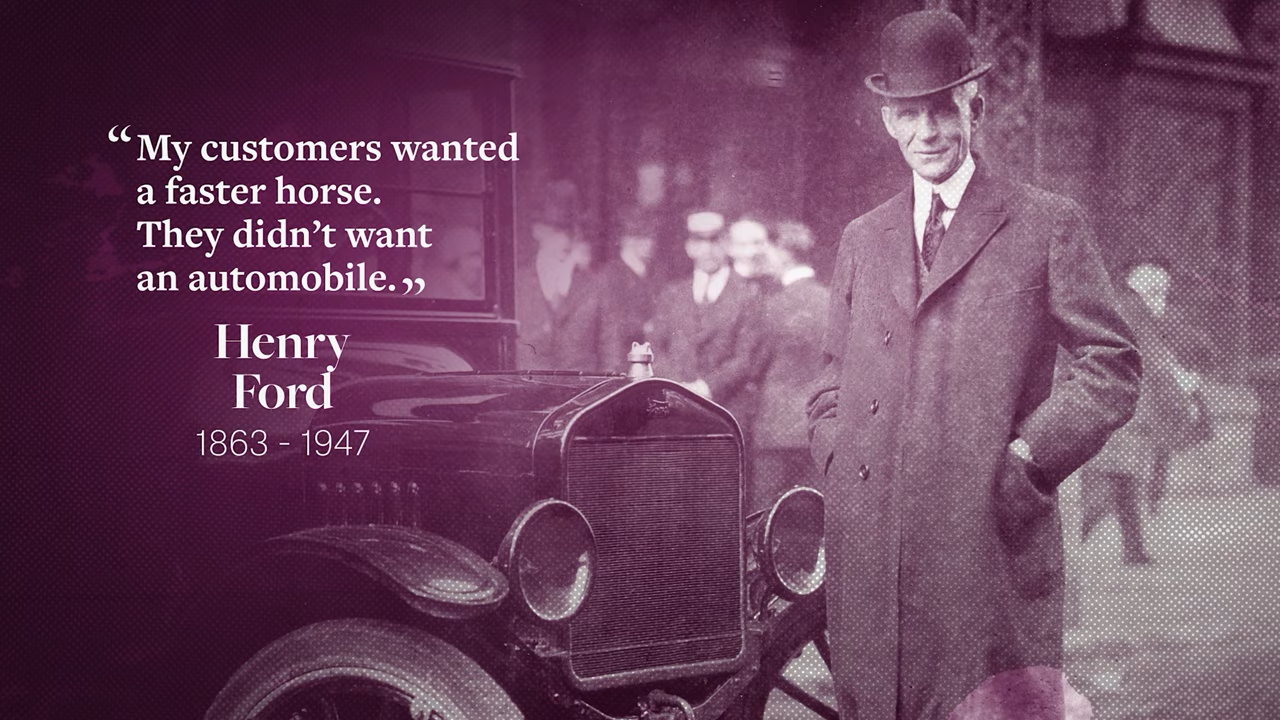 “My customers wanted
a faster horse.
They didn’t want
an automobile.”
Henry
Ford
1863 - 1947